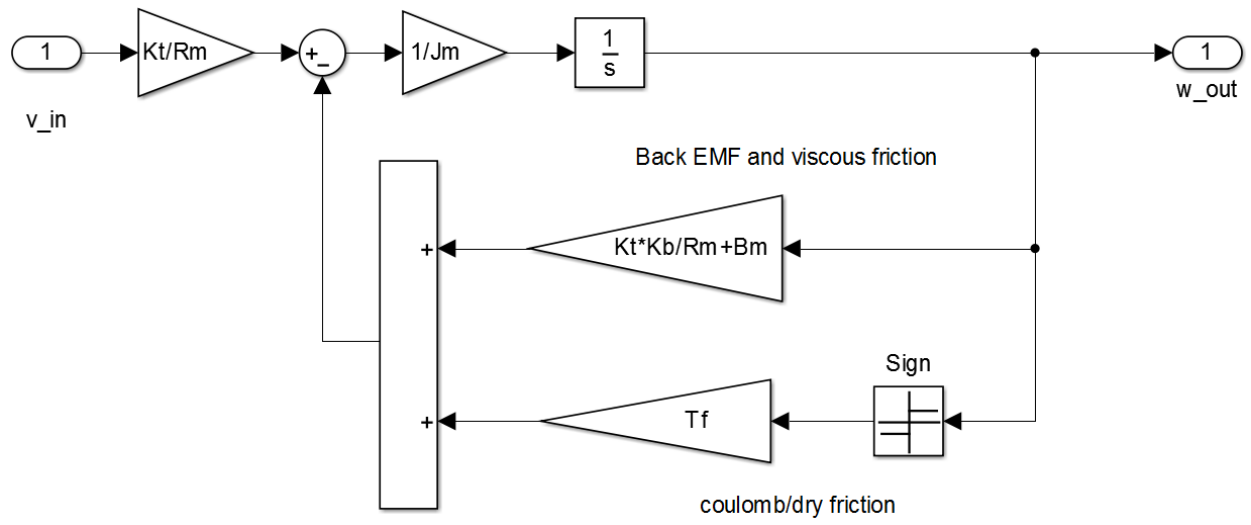 1
Kt/Rm
+
−
1/Jm
1
s
1
v_in
w_out
Back EMF and viscous friction
+
Kt*Kb/Rm+Bm
Sign
+
Tf
coulomb/dry friction